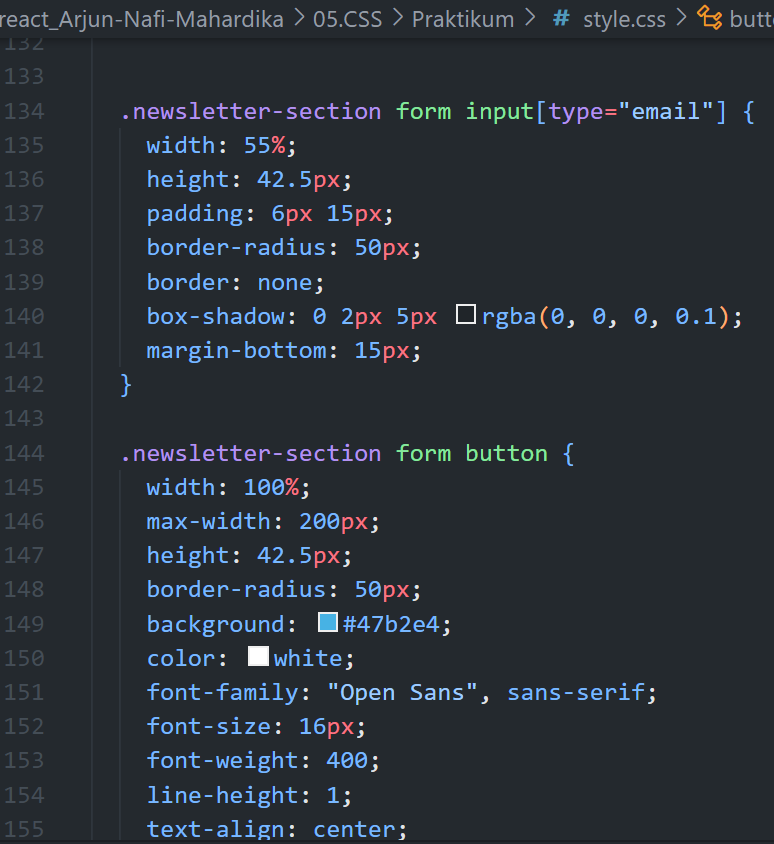 react_Arjun-Nafi-Mahardika > 05.CSS > Praktikum > # style.css > butt
132
133
134 .newsletter-section form input[type="email"] {
135 width: 55%;
136 height: 42.5px;
137 padding: 6px 15px;
138 border-radius: 50px;
139 border: none;
140 box-shadow: 0 2px 5px rgba(0, 0, 0, 0.1);
141 margin-bottom: 15px;
142 }
143
144 .newsletter-section form button {
145 width: 100%;
146 max-width: 200px;
147 height: 42.5px;
148 border-radius: 50px;
149 background: #47b2e4;
150 color: white;
151 font-family: "Open Sans", sans-serif;
152 font-size: 16px;
153 font-weight: 400;
154 line-height: 1;
155 text-align: center;